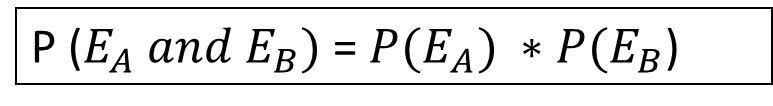 P (E_A and E_B) = P(E_A) * P(E_B)